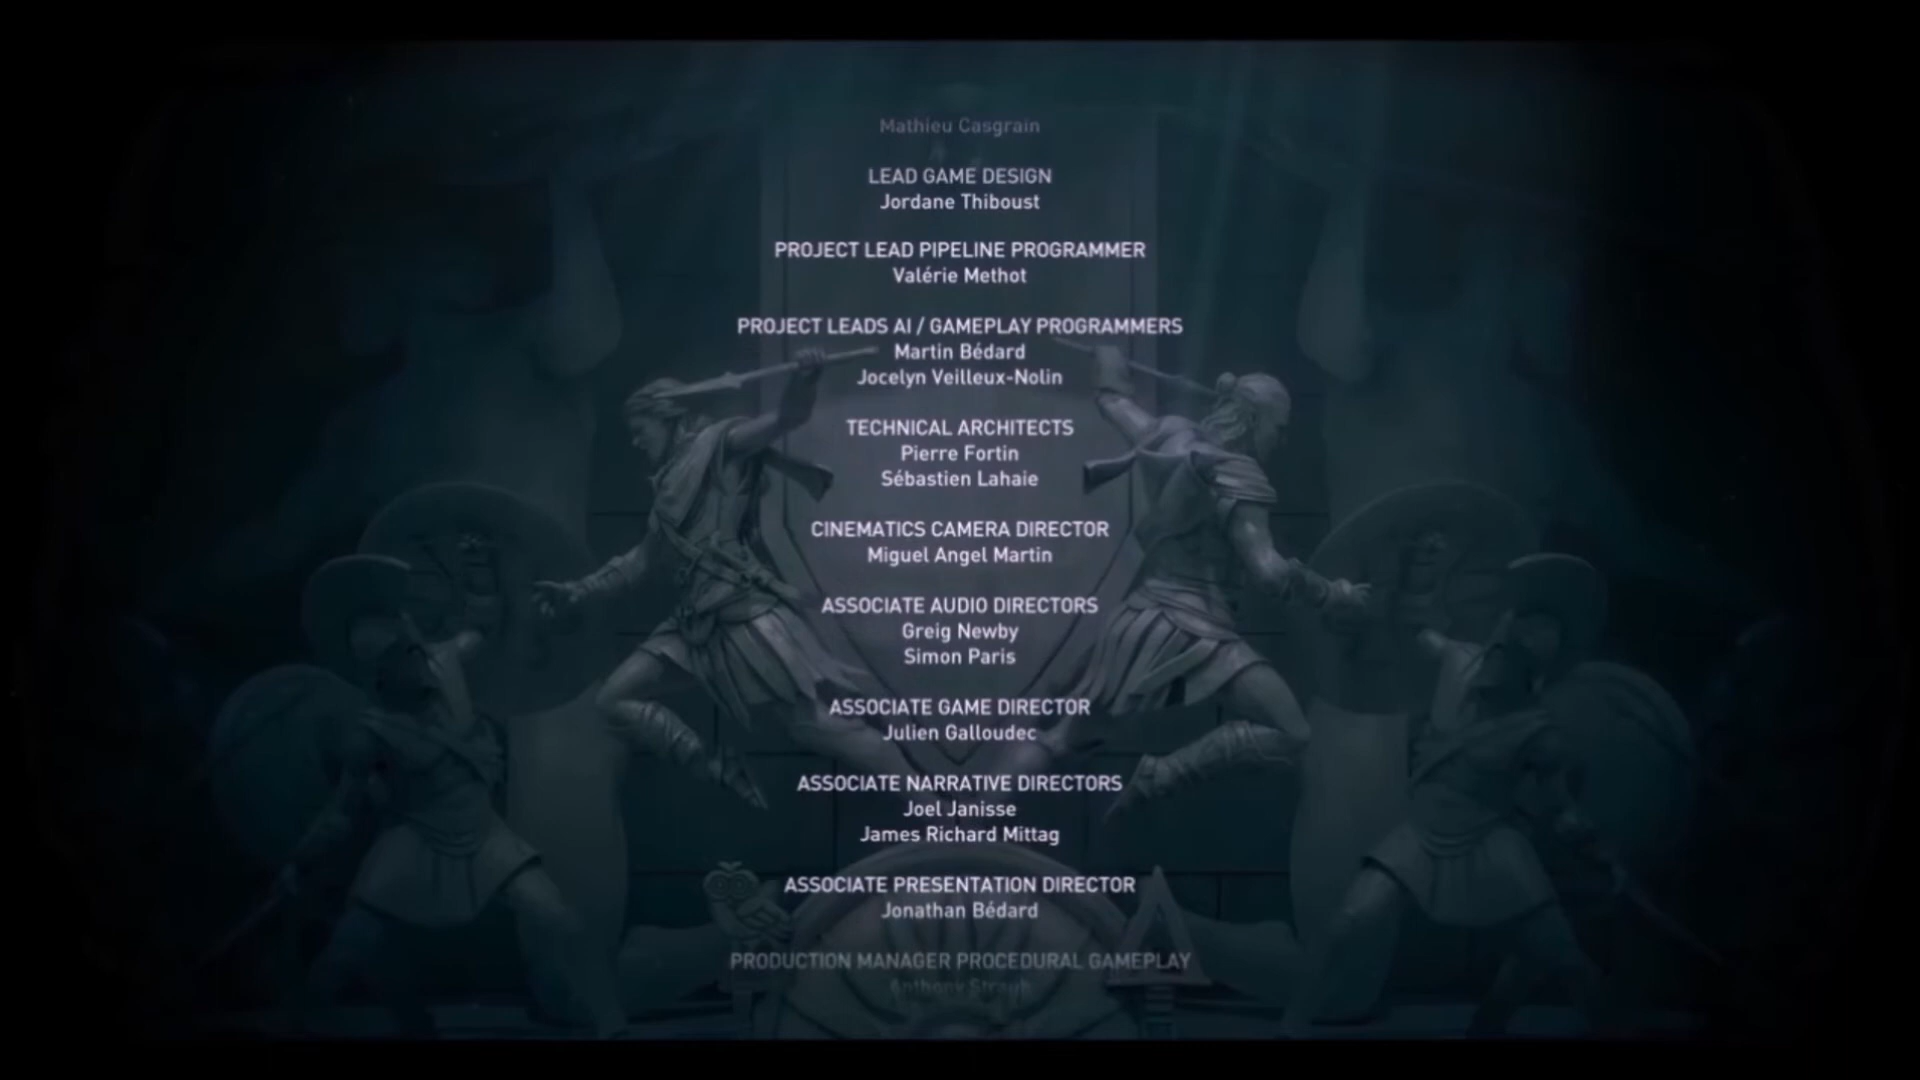 Mathieu Casgrain
LEAD GAME DESIGN
Jordane Thiboust
PROJECT LEAD PIPELINE PROGRAMMER
Valérie Methot
PROJECT LEADS AI / GAMEPLAY PROGRAMMERS
Martin Bédard
Jocelyn Veilleux-Nolin
TECHNICAL ARCHITECTS
Pierre Fortin
Sébastien Lahaie
CINEMATICS CAMERA DIRECTOR
Miguel Angel Martin
ASSOCIATE AUDIO DIRECTORS
Greig Newby
Simon Paris
ASSOCIATE GAME DIRECTOR
Julien Galloudec
ASSOCIATE NARRATIVE DIRECTORS
Joel Janisse
James Richard Mittag
ASSOCIATE PRESENTATION DIRECTOR
Jonathan Bédard
PRODUCTION MANAGER PROCEDURAL GAMEPLAY
Anthony Straub